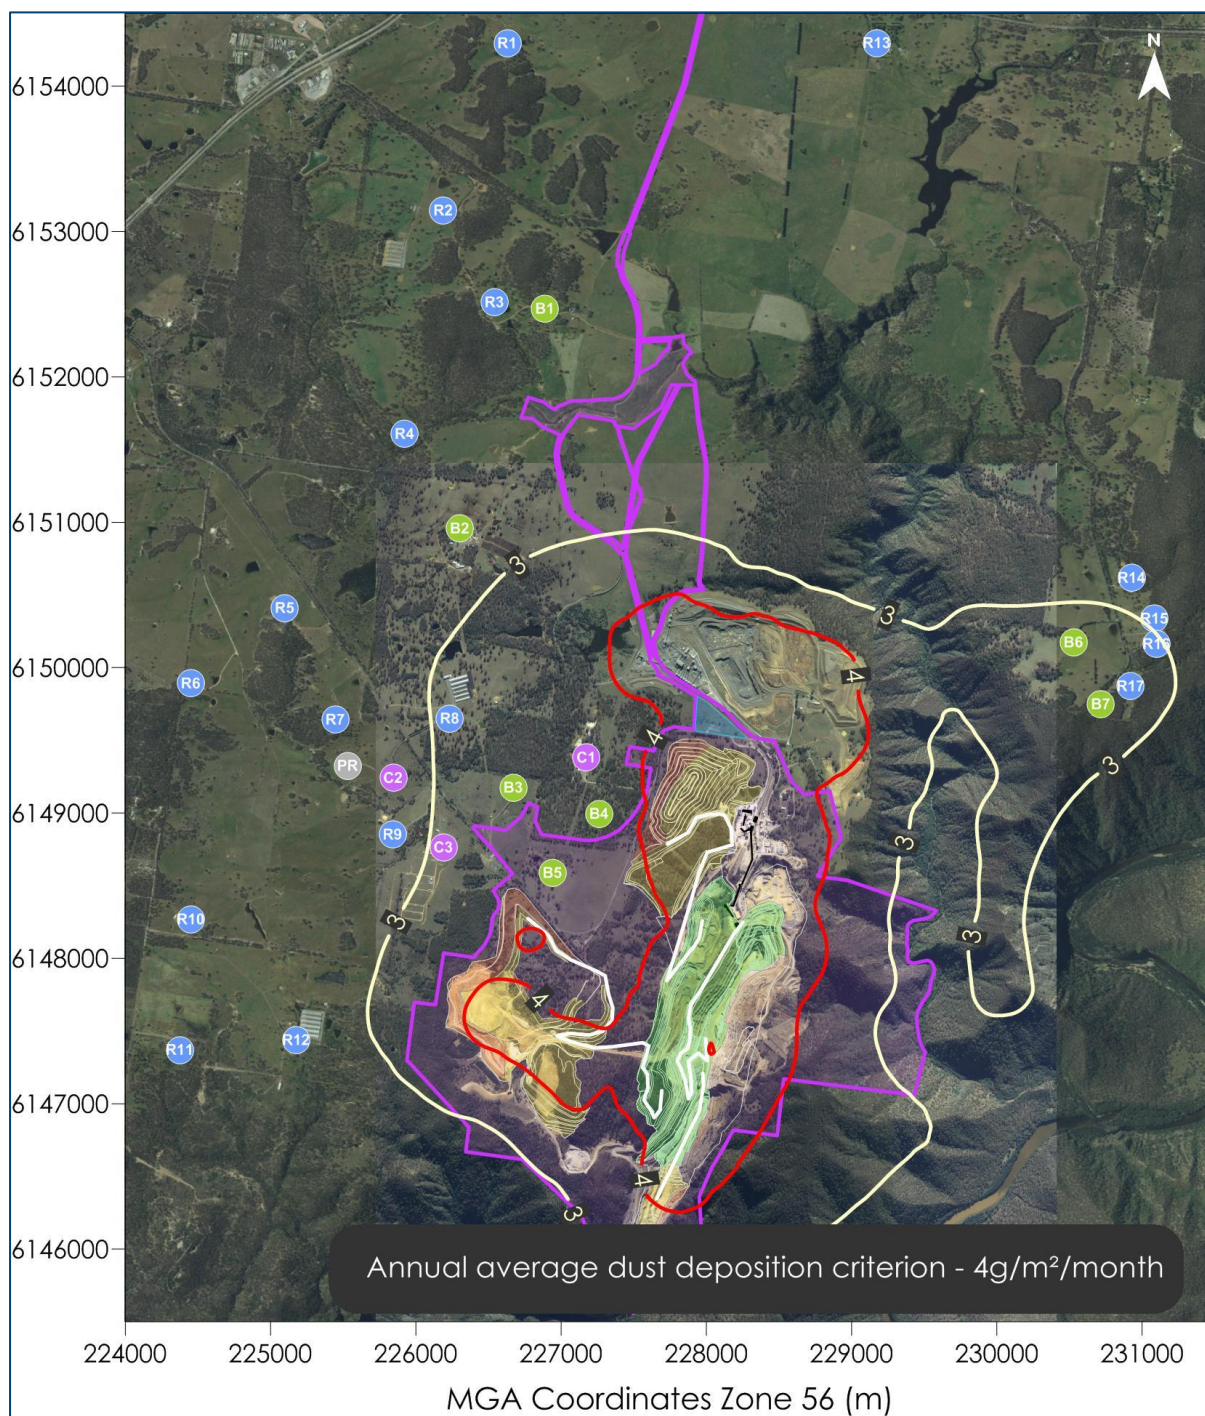 N
6154000
6153000
6152000
6151000
6150000
6149000
6148000
6147000
6146000
R1
R13
R2
R3
B1
R4
B2
3
3
R14
R5
R15
B6
R16
R6
4
R17
B7
R7
R8
4
C1
PR
C2
3
B3
B4
R9
C3
3
B5
R10
3
3
4
R12
R11
4
3
Annual average dust deposition criterion - 4g/m²/month
224000
225000
226000
227000
228000
229000
230000
231000
MGA Coordinates Zone 56 (m)